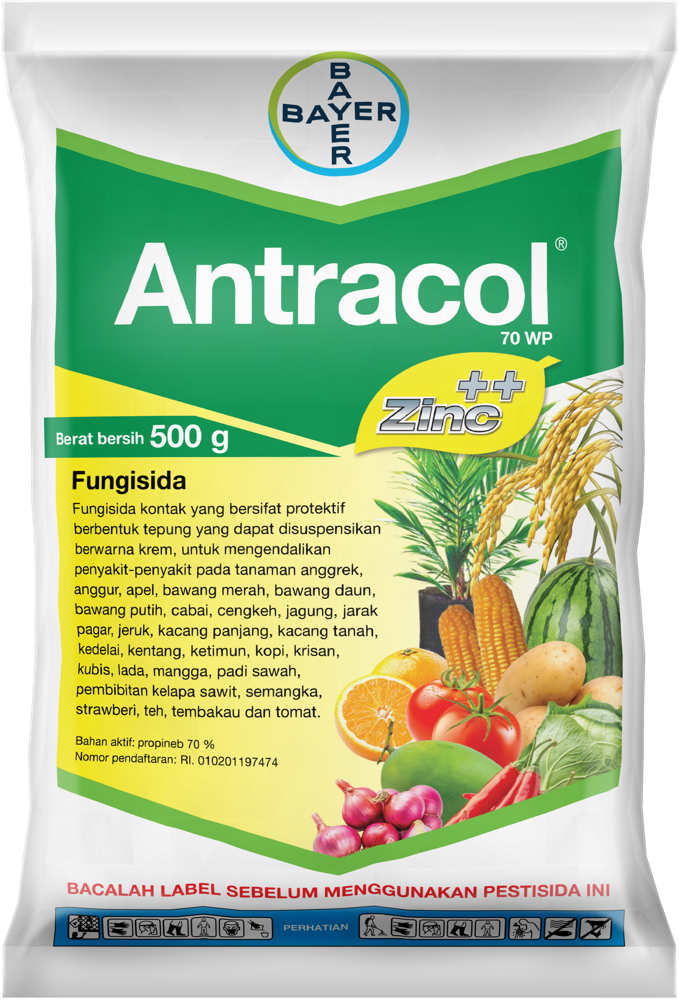 BAYER
BAYER
Antracol®
70 WP
Zinc++
Berat bersih 500 g
Fungisida
Fungisida kontak yang bersifat protektif
berbentuk tepung yang dapat disuspensikan
berwarna krem, untuk mengendalikan
penyakit-penyakit pada tanaman anggrek,
anggur, apel, bawang merah, bawang daun,
bawang putih, cabai, cengkeh, jagung, jarak
pagar, jeruk, kacang panjang, kacang tanah,
kedelai, kentang, ketimun, kopi, krisan,
kubis, lada, mangga, padi sawah,
pembibitan kelapa sawit, semangka,
strawberi, teh, tembakau dan tomat.
Bahan aktif: propineb 70 %
Nomor pendaftaran: RI. 010201197474
BACALAH LABEL SEBELUM MENGGUNAKAN PESTISIDA INI
PERHATIAN